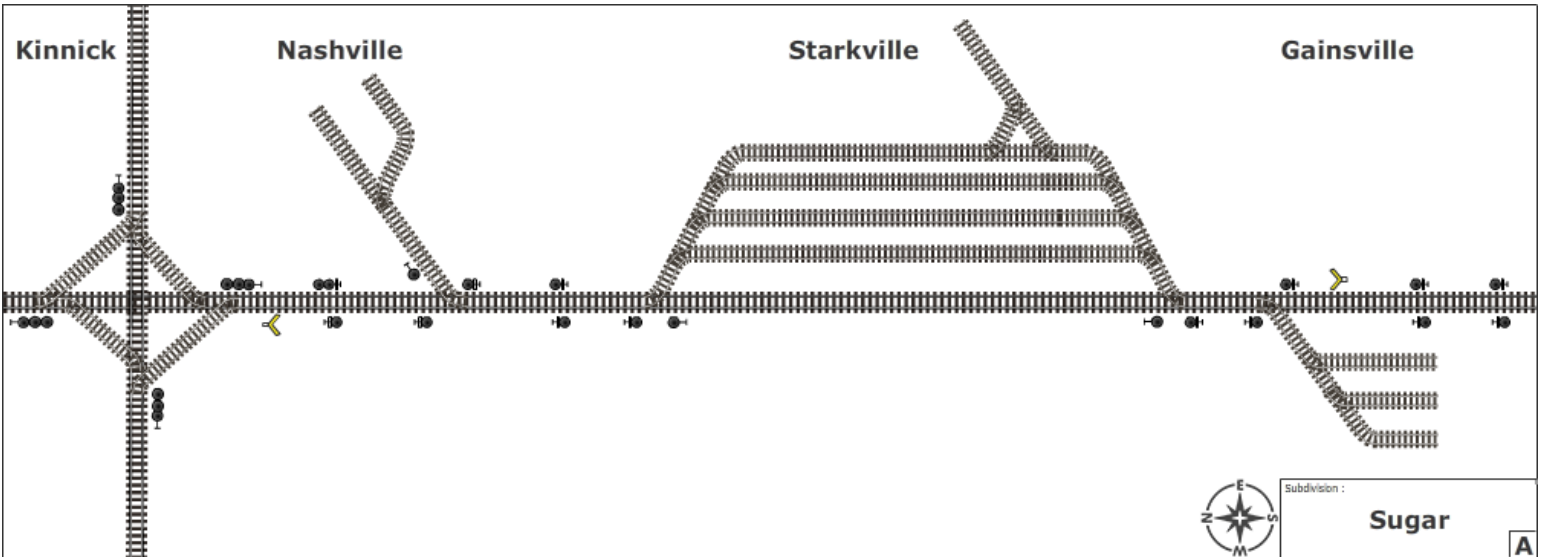 Kinnick
Nashville
Starkville
Gainsville
E
N
S
W
Subdivision :
Sugar
A